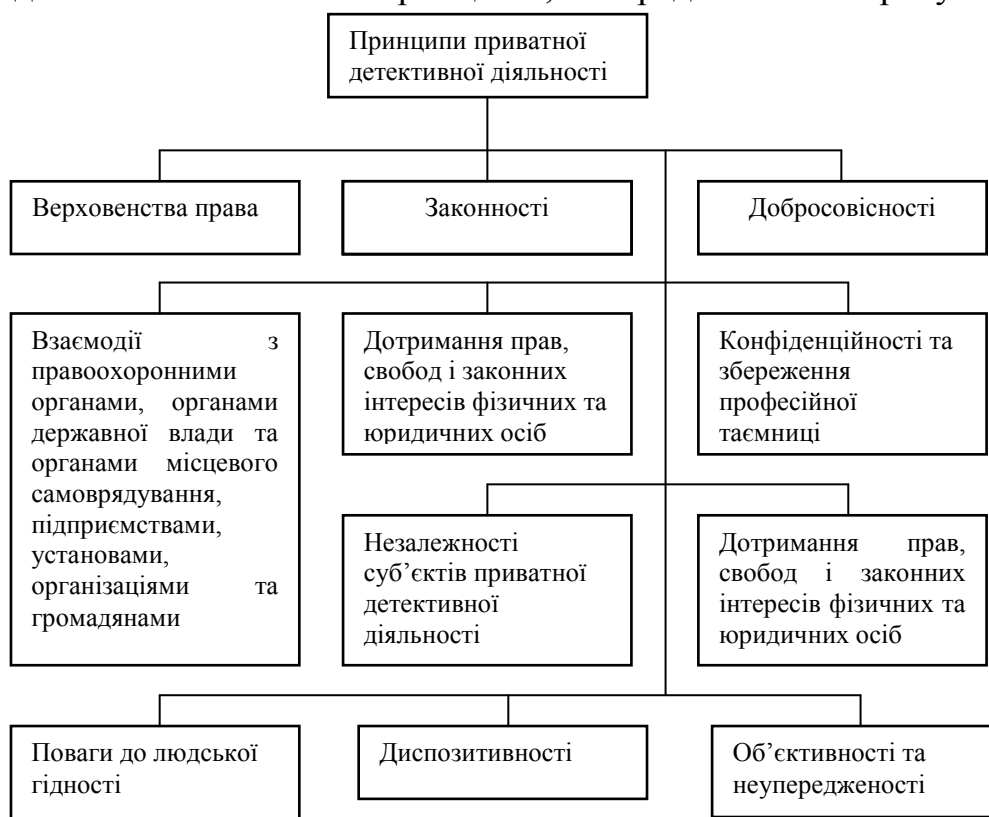 Принципи приватної
детективної діяльності
Верховенства права
Законності
Добросовісності
Взаємодії з
правоохоронними
органами, органами
державної влади та
органами місцевого
самоврядування,
підприємствами,
установами,
організаціями та
громадянами
Дотримання прав,
свобод і законних
інтересів фізичних та
юридичних осіб
Конфіденційності та
збереження
професійної
таємниці
Незалежності
суб’єктів приватної
детективної
діяльності
Дотримання прав,
свобод і законних
інтересів фізичних та
юридичних осіб
Поваги до людської
гідності
Диспозитивності
Об’єктивності та
неупередженості